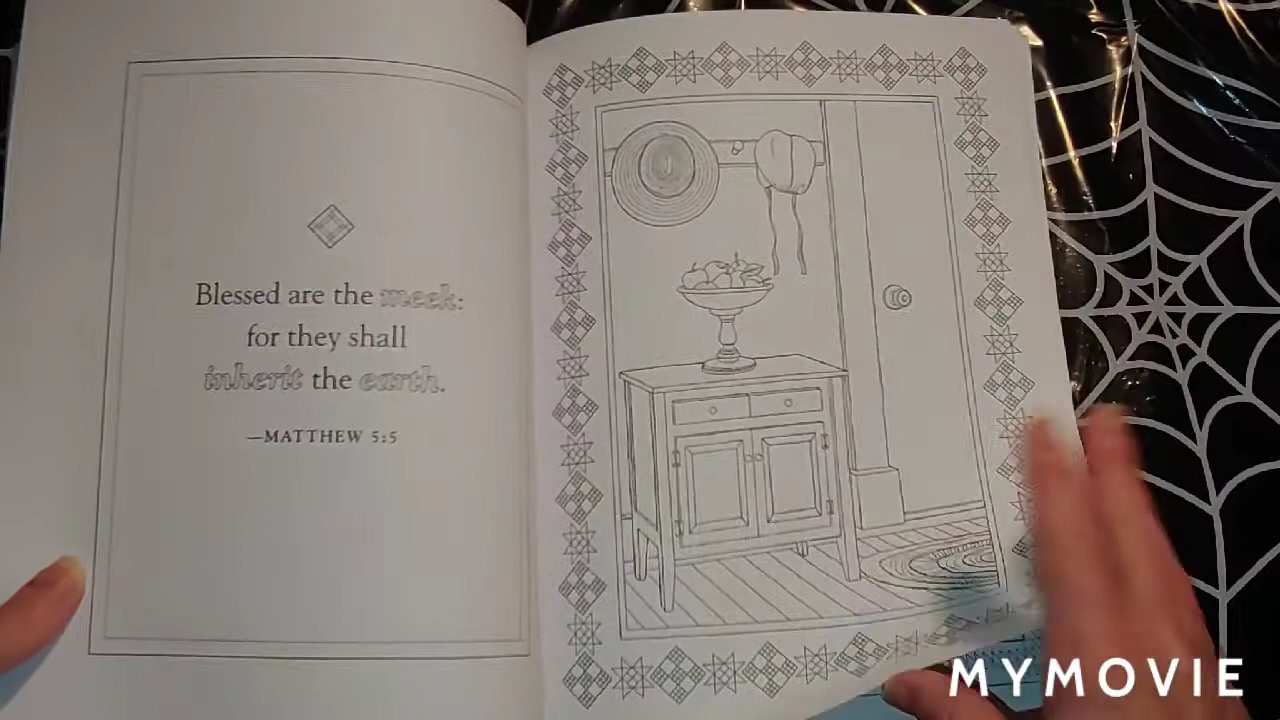 Blessed are the meek:
for they shall
inherit the earth.
—MATTHEW 5:5
MYMOVIE